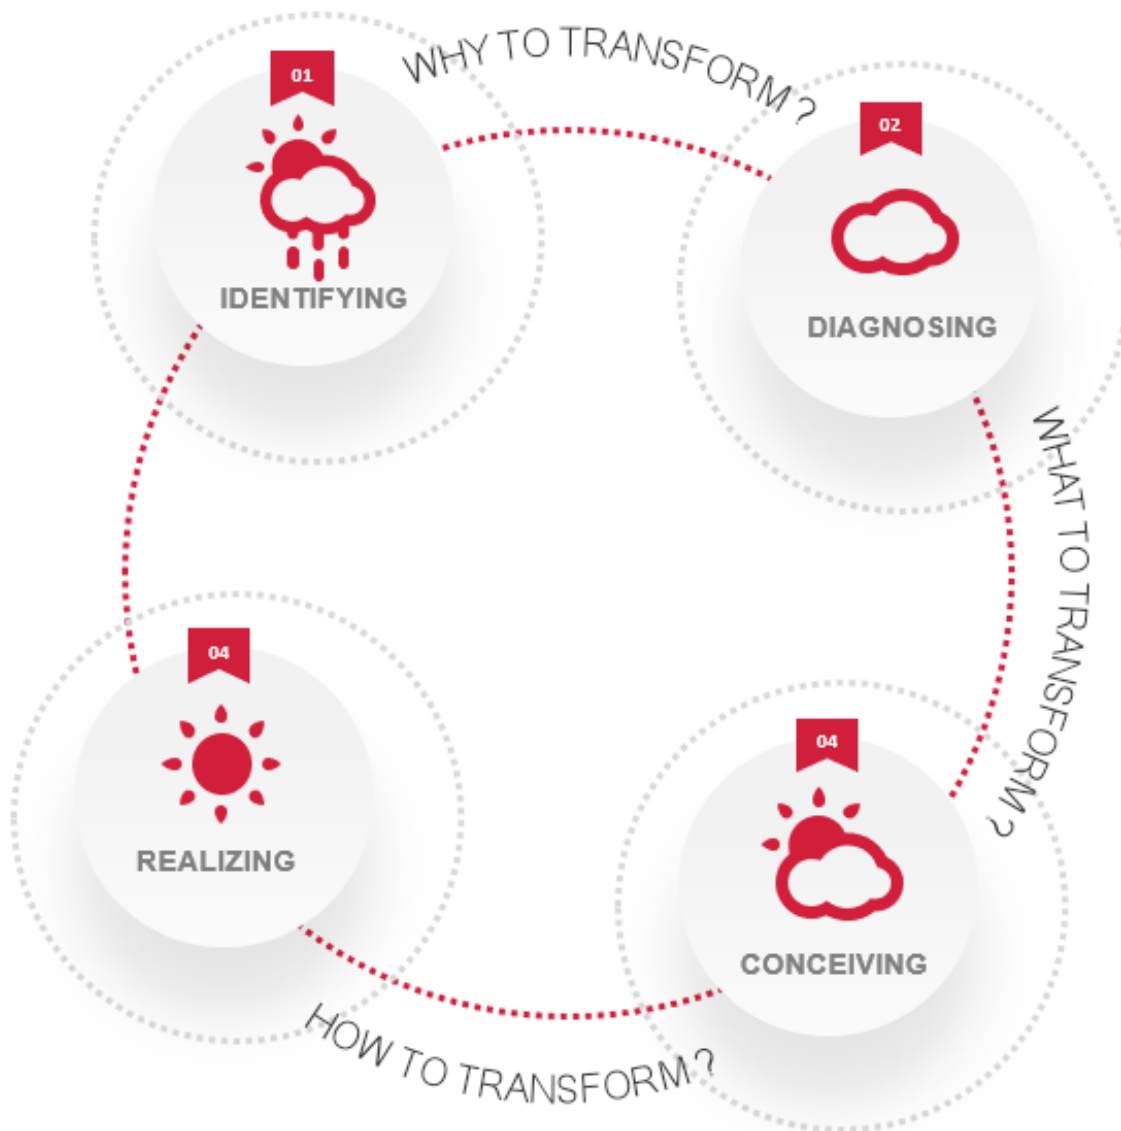 01
IDENTIFYING
WHY TO TRANSFORM ?
02
DIAGNOSING
WHAT TO TRANSFORM ?
04
CONCEIVING
HOW TO TRANSFORM ?
04
REALIZING